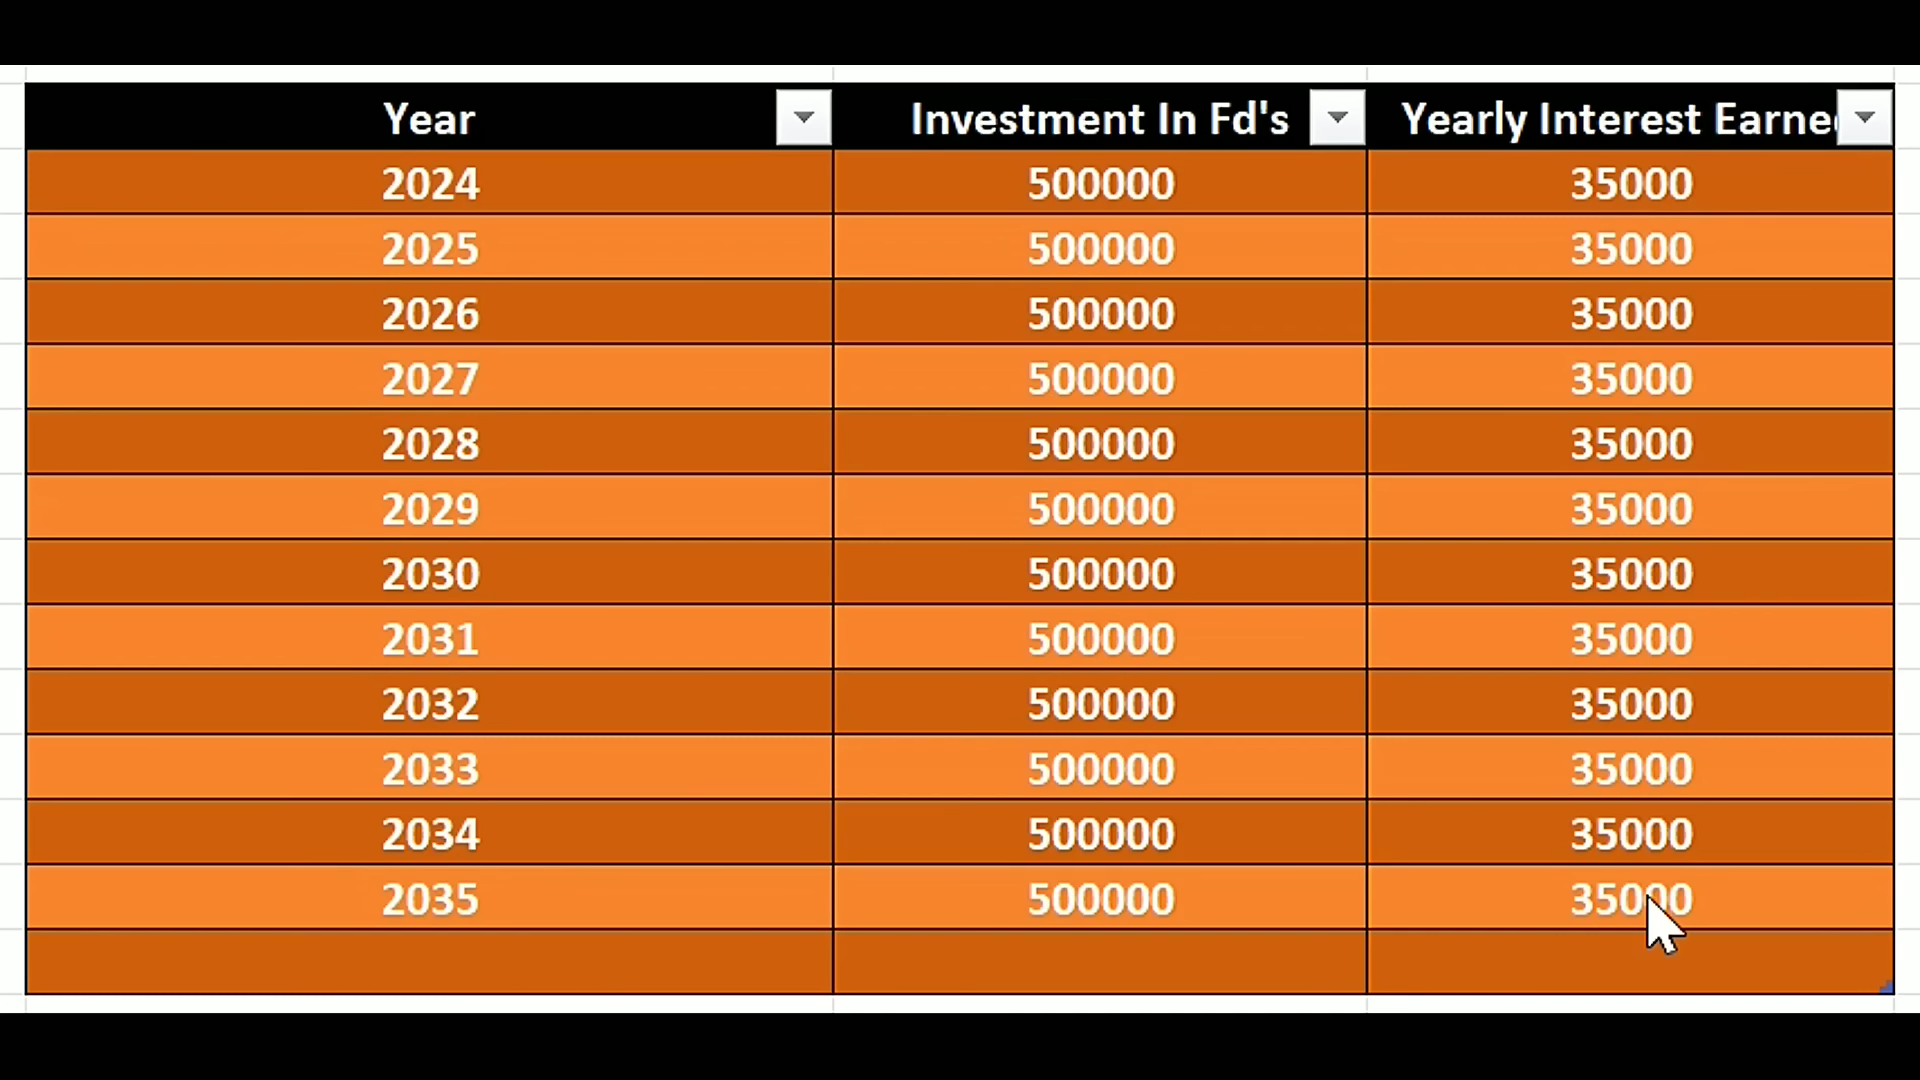 Year Investment In Fd's Yearly Interest Earne
2024 500000 35000
2025 500000 35000
2026 500000 35000
2027 500000 35000
2028 500000 35000
2029 500000 35000
2030 500000 35000
2031 500000 35000
2032 500000 35000
2033 500000 35000
2034 500000 35000
2035 500000 35000